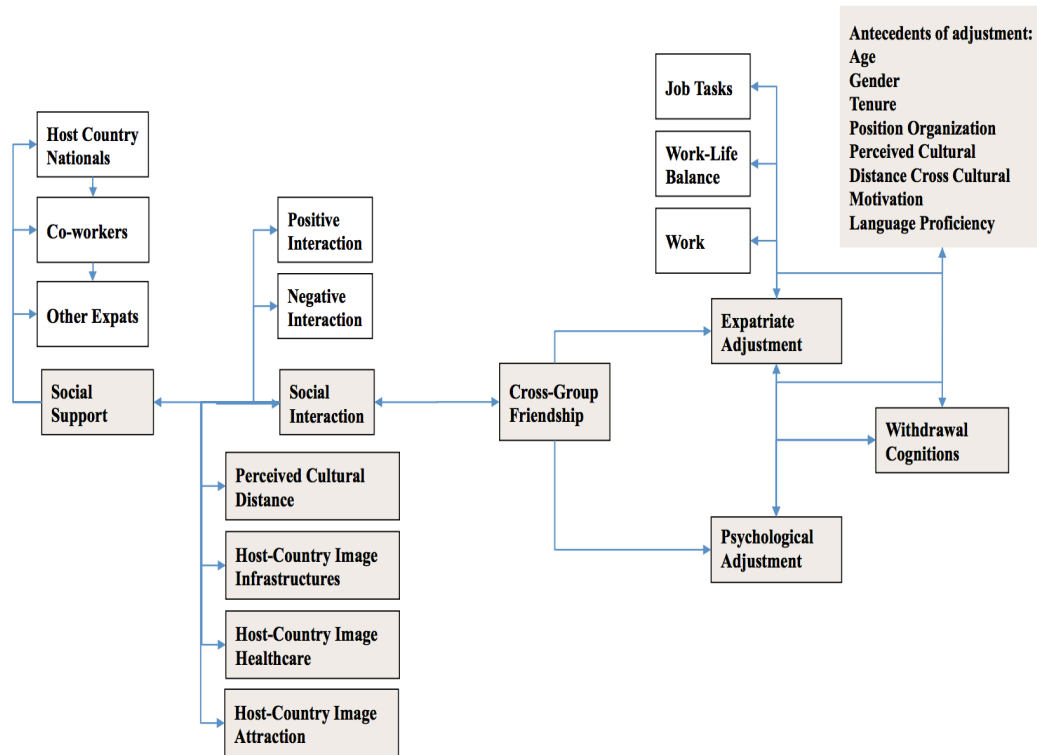 Antecedents of adjustment:
Age
Gender
Tenure
Position Organization
Perceived Cultural
Distance Cross Cultural
Motivation
Language Proficiency
Job Tasks
Work-Life
Balance
Work
Host Country
Nationals
Co-workers
Other Expats
Positive
Interaction
Negative
Interaction
Expatriate
Adjustment
Social
Support
Social
Interaction
Cross-Group
Friendship
Withdrawal
Cognitions
Perceived Cultural
Distance
Host-Country Image
Infrastructures
Host-Country Image
Healthcare
Host-Country Image
Attraction
Psychological
Adjustment